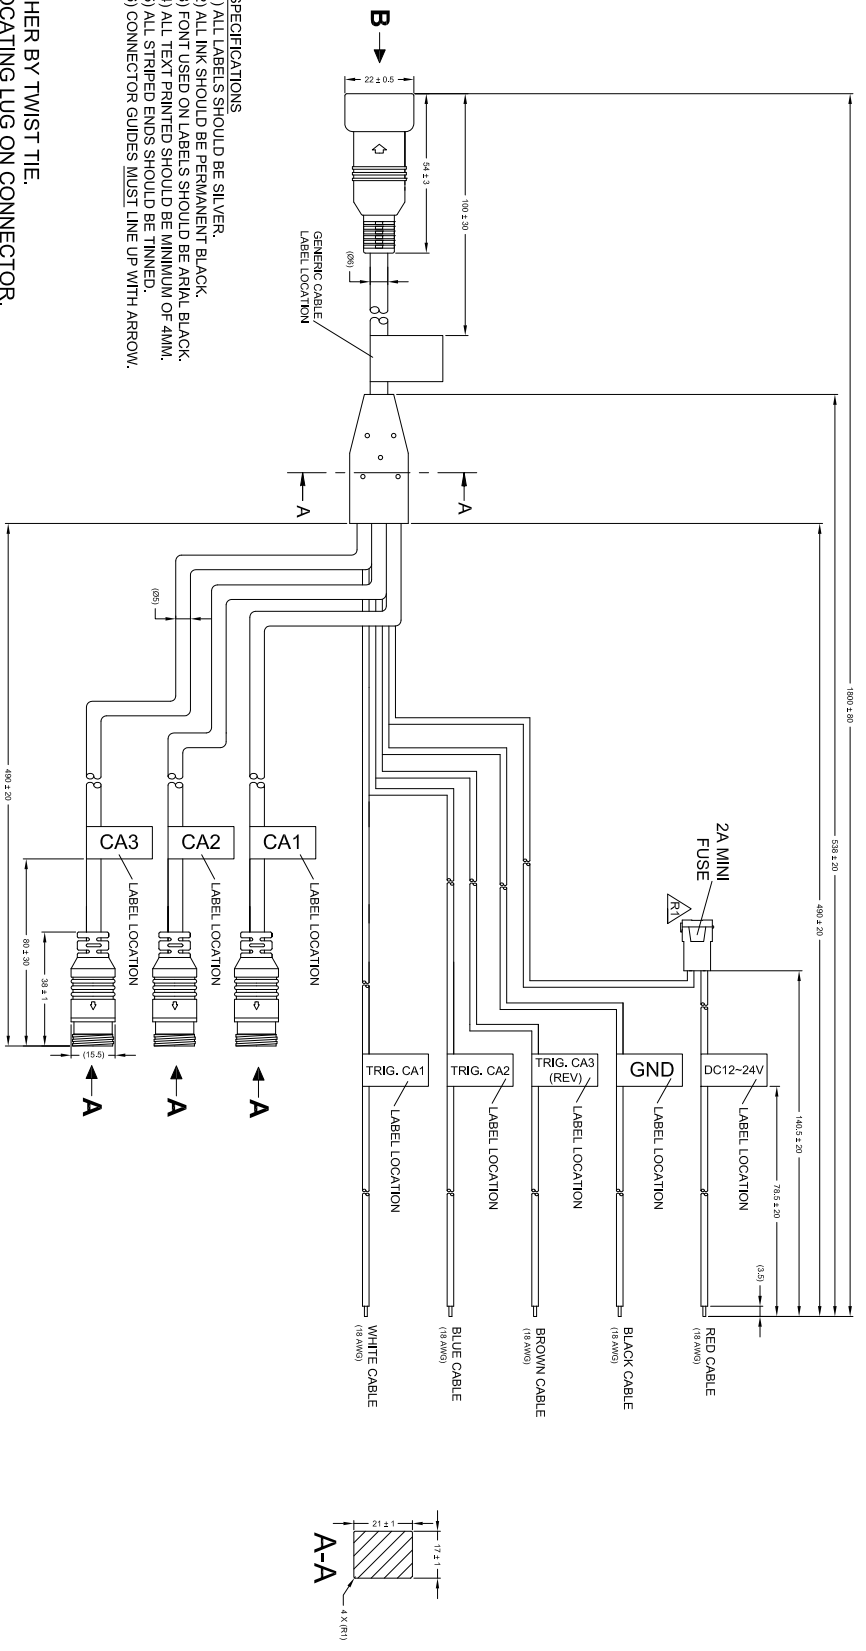 SPECIFICATIONS
) ALL LABELS SHOULD BE SILVER.
2) ALL INK SHOULD BE PERMANENT BLACK.
3) FONT USED ON LABELS SHOULD BE ARIAL BLACK.
4) ALL TEXT PRINTED SHOULD BE MINIMUM OF 4MM.
5) ALL STRIPED ENDS SHOULD BE TINNED.
6) CONNECTOR GUIDES MUST LINE UP WITH ARROW.
HER BY TWIST TIE.
OCATING LUG ON CONNECTOR.
B
22 ± 0.5
54 ± 3
100 ± 30
(Ø6)
GENERIC CABLE
LABEL LOCATION
A
A
1800 ± 80
538 ± 20
490 ± 20
2A MINI
FUSE
R1
140.5 ± 20
78.5 ± 20
(3.5)
DC12~24V
LABEL LOCATION
RED CABLE
(18 AWG)
GND
LABEL LOCATION
BLACK CABLE
(18 AWG)
TRIG. CA3
(REV)
LABEL LOCATION
BROWN CABLE
(18 AWG)
TRIG. CA2
LABEL LOCATION
BLUE CABLE
(18 AWG)
TRIG. CA1
LABEL LOCATION
WHITE CABLE
(18 AWG)
(Ø5)
CA1
LABEL LOCATION
A
CA2
LABEL LOCATION
A
CA3
LABEL LOCATION
A
(15.5)
38 ± 1
80 ± 30
490 ± 20
17 ± 1
21 ± 1
4 X (R1)
A-A